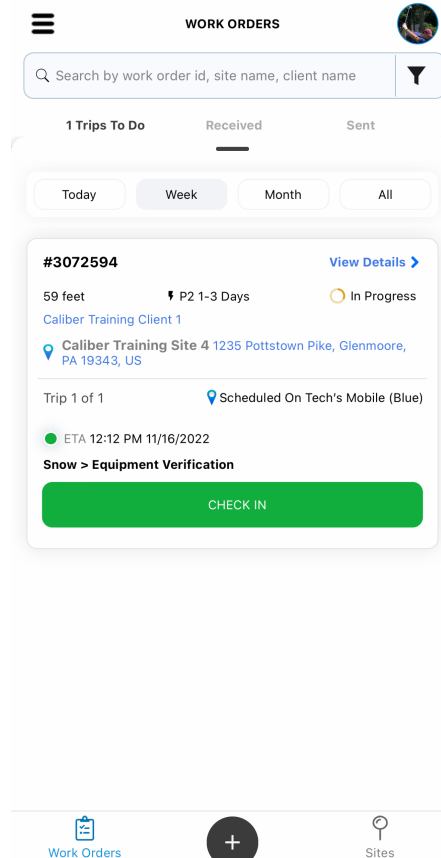 WORK ORDERS
Search by work order id, site name, client name
1 Trips To Do Received Sent
Today Week Month All
#3072594 View Details
59 feet P2 1-3 Days In Progress
Caliber Training Client 1
Caliber Training Site 4 1235 Pottstown Pike, Glenmoore,
PA 19343, US
Trip 1 of 1 Scheduled On Tech's Mobile (Blue)
ETA 12:12 PM 11/16/2022
Snow > Equipment Verification
CHECK IN
+
Work Orders Sites